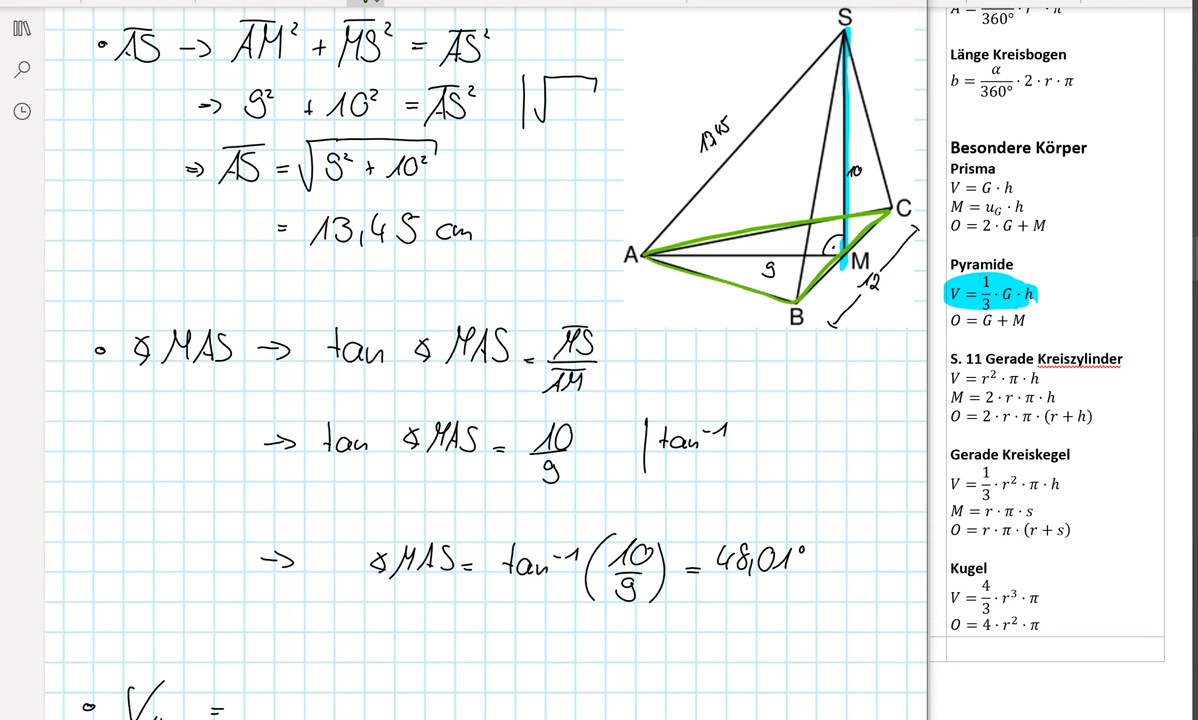 • AS → AM² + MS² = AS²
→ 9² + 10² = AS² |√
⇒ AS = √9² + 10²
= 13,45 cm
• ∢ MAS → tan ∢ MAS = MS/AM
→ tan ∢ MAS = 10/9 | tan⁻¹
→ ∢ MAS = tan⁻¹(10/9) = 48,01°
• V =
S
13,45
10
C
A
M
9
12
B
360°
Länge Kreisbogen
b = α/360° · 2 · r · π
Besondere Körper
Prisma
V = G · h
M = u_G · h
O = 2 · G + M
Pyramide
V = 1/3 · G · h
O = G + M
S. 11 Gerade Kreiszylinder
V = r² · π · h
M = 2 · r · π · h
O = 2 · r · π · (r + h)
Gerade Kreiskegel
V = 1/3 · r² · π · h
M = r · π · s
O = r · π · (r + s)
Kugel
V = 4/3 · r³ · π
O = 4 · r² · π